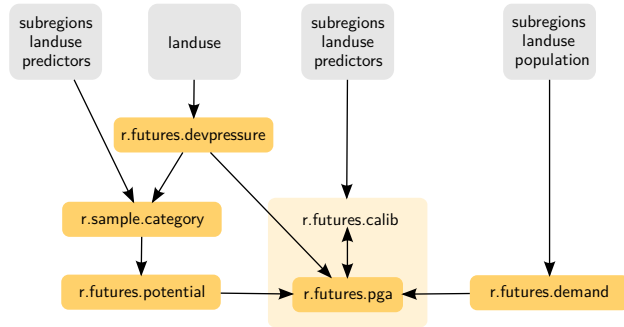 subregions
landuse
predictors
landuse
subregions
landuse
predictors
subregions
landuse
population
r.futures.devpressure
r.sample.category
r.futures.calib
r.futures.potential
r.futures.pga
r.futures.demand